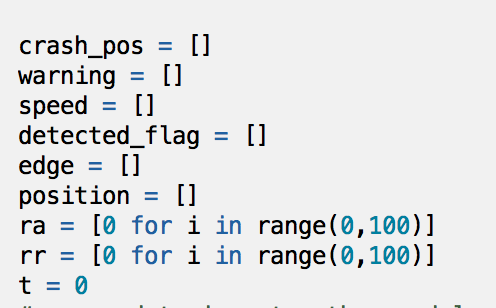 crash_pos = []
warning = []
speed = []
detected_flag = []
edge = []
position = []
ra = [0 for i in range(0,100)]
rr = [0 for i in range(0,100)]
t = 0